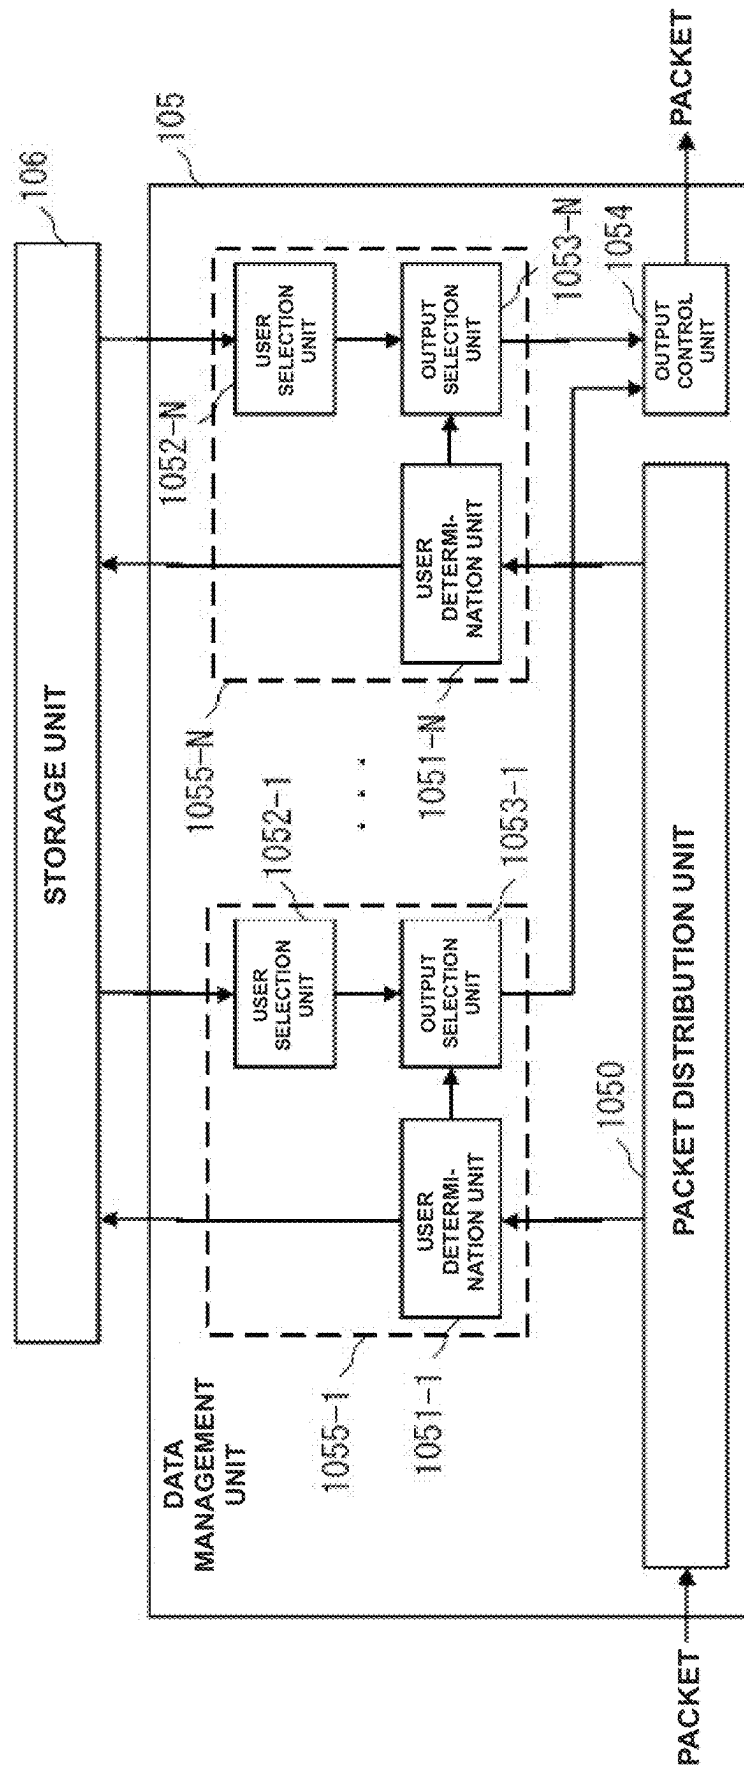 STORAGE UNIT
106
105
DATA
MANAGEMENT
UNIT
1055-1
1051-1
USER
DETERMI-
NATION UNIT
USER
SELECTION
UNIT
1052-1
OUTPUT
SELECTION
UNIT
1053-1
. . .
1055-N
1051-N
USER
DETERMI-
NATION UNIT
1052-N
USER
SELECTION
UNIT
OUTPUT
SELECTION
UNIT
1053-N
1050
PACKET DISTRIBUTION UNIT
1054
OUTPUT
CONTROL
UNIT
PACKET
PACKET